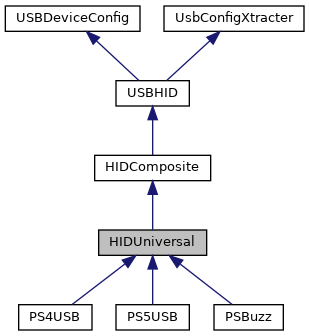 USBDeviceConfig
UsbConfigXtracter
USBHID
HIDComposite
HIDUniversal
PS4USB
PS5USB
PSBuzz